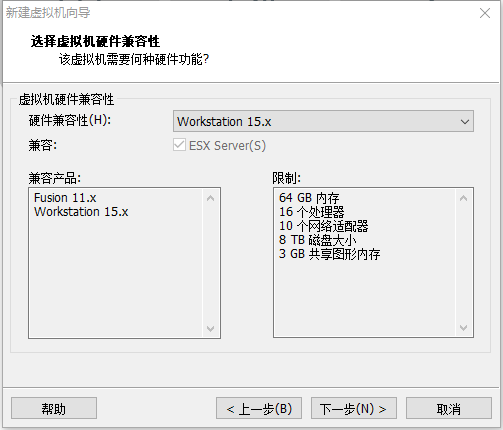 新建虚拟机向导
选择虚拟机硬件兼容性
该虚拟机需要何种硬件功能?
虚拟机硬件兼容性
硬件兼容性(H): Workstation 15.x
兼容: ESX Server(S)
兼容产品:
Fusion 11.x
Workstation 15.x
限制:
64 GB 内存
16 个处理器
10 个网络适配器
8 TB 磁盘大小
3 GB 共享图形内存
帮助 < 上一步(B) 下一步(N) > 取消